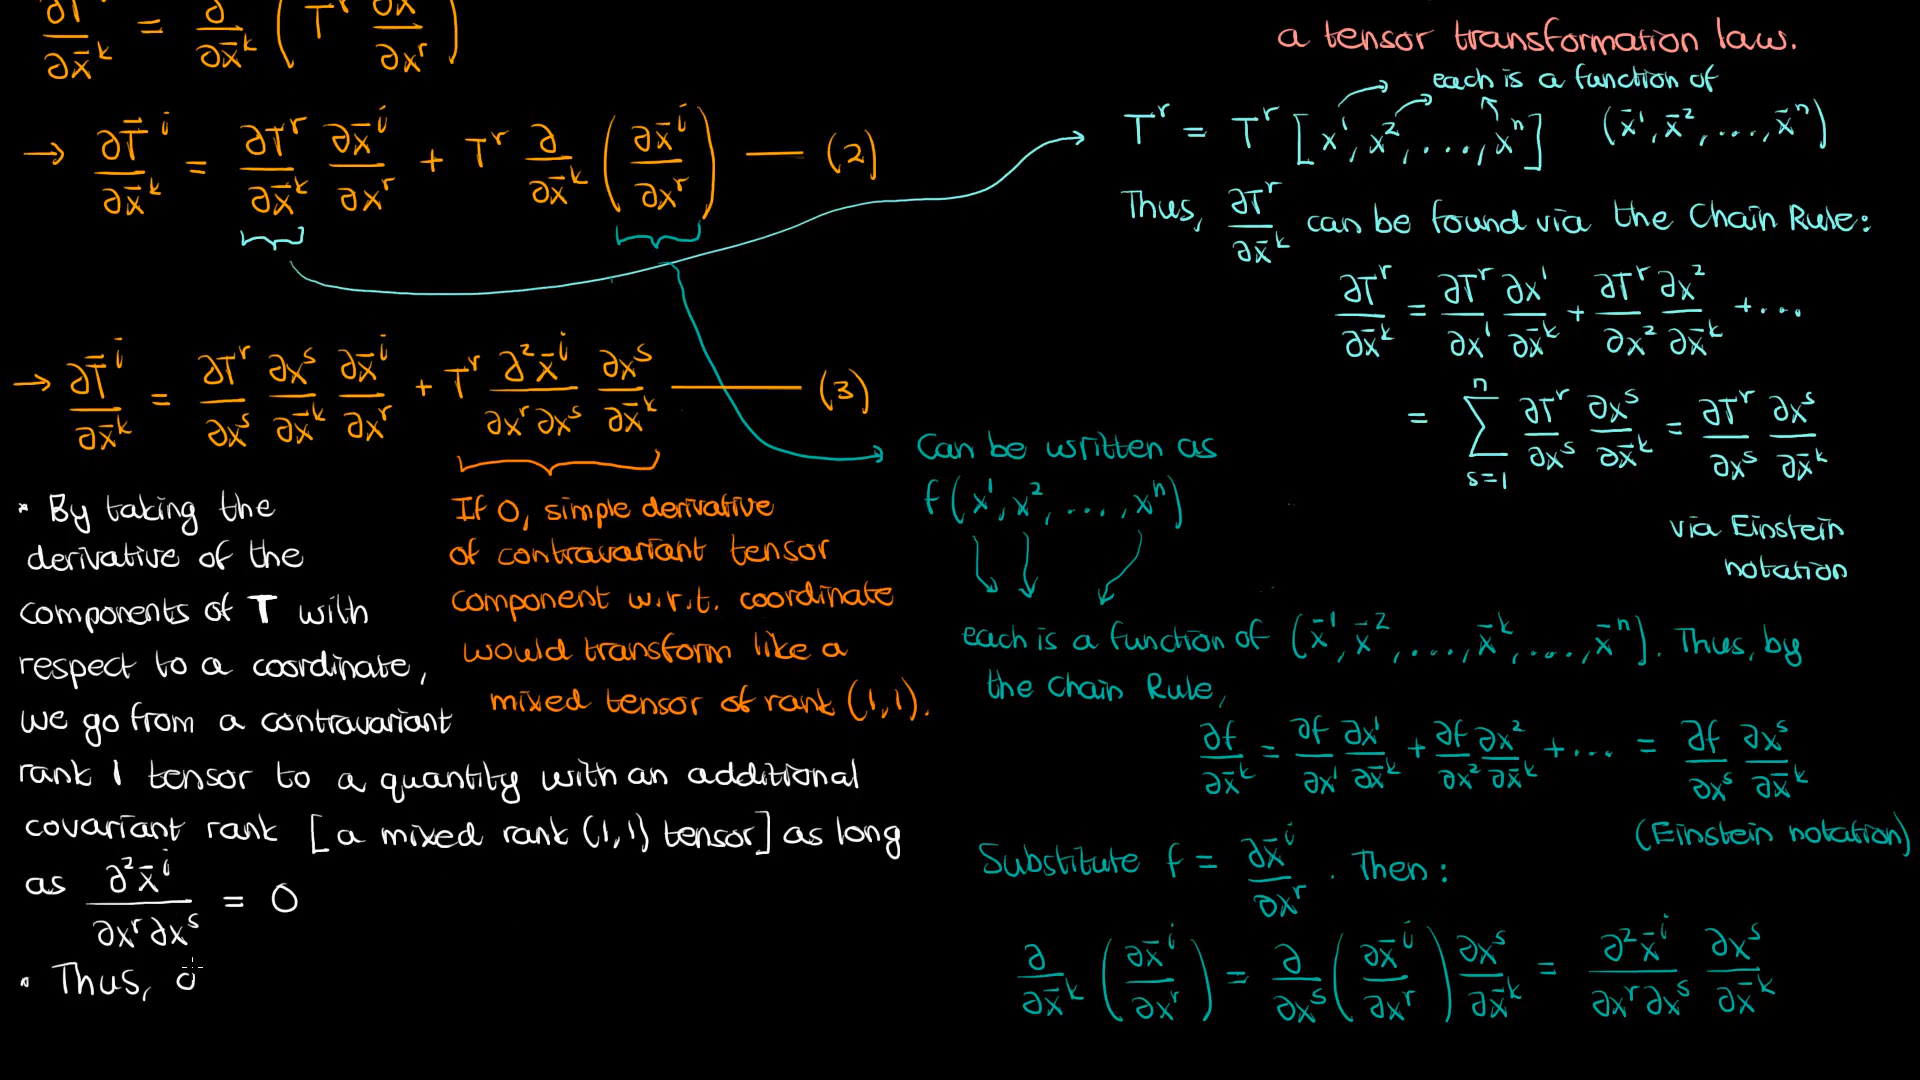 ∂T̄^i/∂x̄^k = ∂/∂x̄^k (T^r ∂x̄^i/∂x^r)
→ ∂T̄^i/∂x̄^k = ∂T^r/∂x̄^k ∂x̄^i/∂x^r + T^r ∂/∂x̄^k (∂x̄^i/∂x^r) — (2)
→ ∂T̄^i/∂x̄^k = ∂T^r/∂x^s ∂x^s/∂x̄^k ∂x̄^i/∂x^r + T^r ∂²x̄^i/∂x^r∂x^s ∂x^s/∂x̄^k — (3)
If 0, simple derivative
of contravariant tensor
component w.r.t. coordinate
would transform like a
mixed tensor of rank (1,1).
• By taking the
derivative of the
components of T with
respect to a coordinate,
we go from a contravariant
rank 1 tensor to a quantity with an additional
covariant rank [a mixed rank (1,1) tensor] as long
as ∂²x̄^i/∂x^r∂x^s = 0
• Thus,
a tensor transformation law.
each is a function of
T^r = T^r [x^1, x^2, ..., x^n] (x̄^1, x̄^2, ..., x̄^n)
Thus, ∂T^r/∂x̄^k can be found via the Chain Rule:
∂T^r/∂x̄^k = ∂T^r/∂x^1 ∂x^1/∂x̄^k + ∂T^r/∂x^2 ∂x^2/∂x̄^k + ...
= Σ_{s=1}^{n} ∂T^r/∂x^s ∂x^s/∂x̄^k = ∂T^r/∂x^s ∂x^s/∂x̄^k
via Einstein
notation
Can be written as
f(x^1, x^2, ..., x^n)
each is a function of (x̄^1, x̄^2, ..., x̄^k, ..., x̄^n). Thus, by
the Chain Rule,
∂f/∂x̄^k = ∂f/∂x^1 ∂x^1/∂x̄^k + ∂f/∂x^2 ∂x^2/∂x̄^k + ... = ∂f/∂x^s ∂x^s/∂x̄^k
(Einstein notation)
Substitute f = ∂x̄^i/∂x^r. Then:
∂/∂x̄^k (∂x̄^i/∂x^r) = ∂/∂x^s (∂x̄^i/∂x^r) ∂x^s/∂x̄^k = ∂²x̄^i/∂x^r∂x^s ∂x^s/∂x̄^k